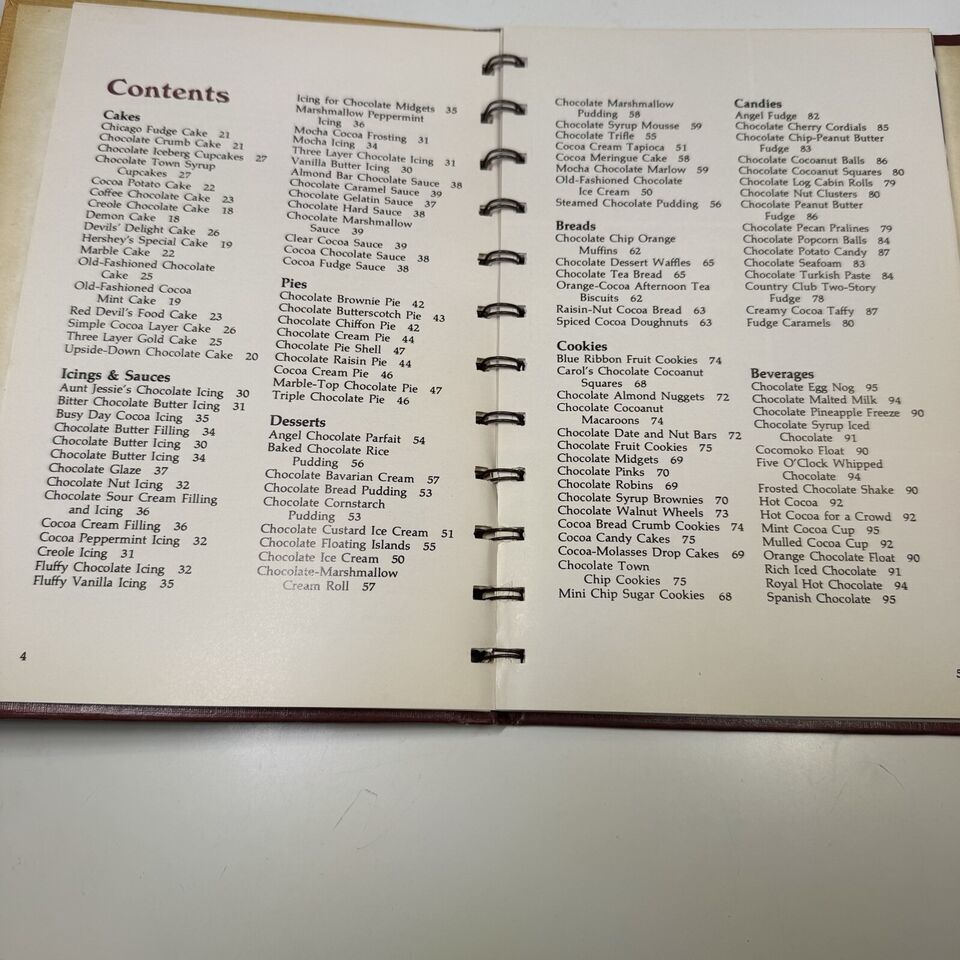 Contents
Cakes
Chicago Fudge Cake 21
Chocolate Crumb Cake 21
Chocolate Iceberg Cupcakes 27
Chocolate Town Syrup
Cupcakes 27
Cocoa Potato Cake 22
Coffee Chocolate Cake 23
Creole Chocolate Cake 18
Demon Cake 18
Devils' Delight Cake 26
Hershey's Special Cake 19
Marble Cake 22
Old-Fashioned Chocolate
Cake 25
Old-Fashioned Cocoa
Mint Cake 19
Red Devil's Food Cake 23
Simple Cocoa Layer Cake 26
Three Layer Gold Cake 25
Upside-Down Chocolate Cake 20
Icings & Sauces
Aunt Jessie's Chocolate Icing 30
Bitter Chocolate Butter Icing 31
Busy Day Cocoa Icing 35
Chocolate Butter Filling 34
Chocolate Butter Icing 30
Chocolate Butter Icing 34
Chocolate Glaze 37
Chocolate Nut Icing 32
Chocolate Sour Cream Filling
and Icing 36
Cocoa Cream Filling 36
Cocoa Peppermint Icing 32
Creole Icing 31
Fluffy Chocolate Icing 32
Fluffy Vanilla Icing 35
Icing for Chocolate Midgets 35
Marshmallow Peppermint
Icing 36
Mocha Cocoa Frosting 31
Mocha Icing 34
Three Layer Chocolate Icing 31
Vanilla Butter Icing 30
Almond Bar Chocolate Sauce 38
Chocolate Caramel Sauce 39
Chocolate Gelatin Sauce 37
Chocolate Hard Sauce 38
Chocolate Marshmallow
Sauce 39
Clear Cocoa Sauce 39
Cocoa Chocolate Sauce 38
Cocoa Fudge Sauce 38
Pies
Chocolate Brownie Pie 42
Chocolate Butterscotch Pie 43
Chocolate Chiffon Pie 42
Chocolate Cream Pie 44
Chocolate Pie Shell 47
Chocolate Raisin Pie 44
Cocoa Cream Pie 46
Marble-Top Chocolate Pie 47
Triple Chocolate Pie 46
Desserts
Angel Chocolate Parfait 54
Baked Chocolate Rice
Pudding 56
Chocolate Bavarian Cream 57
Chocolate Bread Pudding 53
Chocolate Cornstarch
Pudding 53
Chocolate Custard Ice Cream 51
Chocolate Floating Islands 55
Chocolate Ice Cream 50
Chocolate-Marshmallow
Cream Roll 57
4
Chocolate Marshmallow
Pudding 58
Chocolate Syrup Mousse 59
Chocolate Trifle 55
Cocoa Cream Tapioca 51
Cocoa Meringue Cake 58
Mocha Chocolate Marlow 59
Old-Fashioned Chocolate
Ice Cream 50
Steamed Chocolate Pudding 56
Breads
Chocolate Chip Orange
Muffins 62
Chocolate Dessert Waffles 65
Chocolate Tea Bread 65
Orange-Cocoa Afternoon Tea
Biscuits 62
Raisin-Nut Cocoa Bread 63
Spiced Cocoa Doughnuts 63
Cookies
Blue Ribbon Fruit Cookies 74
Carol's Chocolate Cocoanut
Squares 68
Chocolate Almond Nuggets 72
Chocolate Cocoanut
Macaroons 74
Chocolate Date and Nut Bars 72
Chocolate Fruit Cookies 75
Chocolate Midgets 69
Chocolate Pinks 70
Chocolate Robins 69
Chocolate Syrup Brownies 70
Chocolate Walnut Wheels 73
Cocoa Bread Crumb Cookies 74
Cocoa Candy Cakes 75
Cocoa-Molasses Drop Cakes 69
Chocolate Town
Chip Cookies 75
Mini Chip Sugar Cookies 68
Candies
Angel Fudge 82
Chocolate Cherry Cordials 85
Chocolate Chip-Peanut Butter
Fudge 83
Chocolate Cocoanut Balls 86
Chocolate Cocoanut Squares 80
Chocolate Log Cabin Rolls 79
Chocolate Nut Clusters 80
Chocolate Peanut Butter
Fudge 86
Chocolate Pecan Pralines 79
Chocolate Popcorn Balls 84
Chocolate Potato Candy 87
Chocolate Seafoam 83
Chocolate Turkish Paste 84
Country Club Two-Story
Fudge 78
Creamy Cocoa Taffy 87
Fudge Caramels 80
Beverages
Chocolate Egg Nog 95
Chocolate Malted Milk 94
Chocolate Pineapple Freeze 90
Chocolate Syrup Iced
Chocolate 91
Cocomoko Float 90
Five O'Clock Whipped
Chocolate 94
Frosted Chocolate Shake 90
Hot Cocoa 92
Hot Cocoa for a Crowd 92
Mint Cocoa Cup 95
Mulled Cocoa Cup 92
Orange Chocolate Float 90
Rich Iced Chocolate 91
Royal Hot Chocolate 94
Spanish Chocolate 95
5